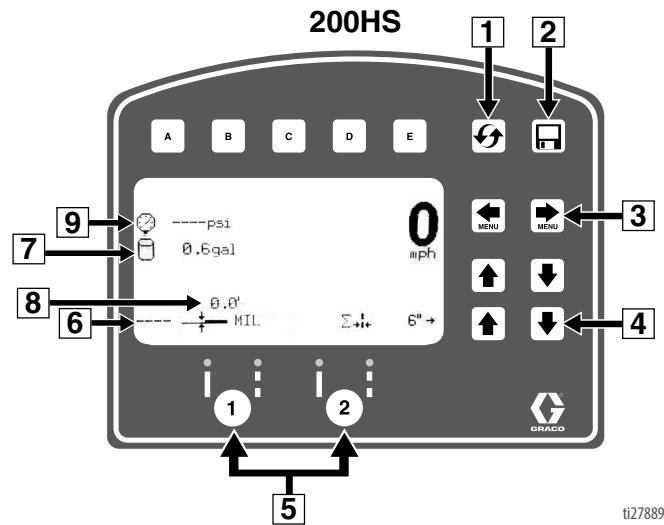 200HS
1 2
A B C D E
9 ----psi 0
7 0.6gal mph
MENU MENU 3
8 0.0'
6 ---- MIL Σ 6"→
4
1 2
GRACO
5
ti27889